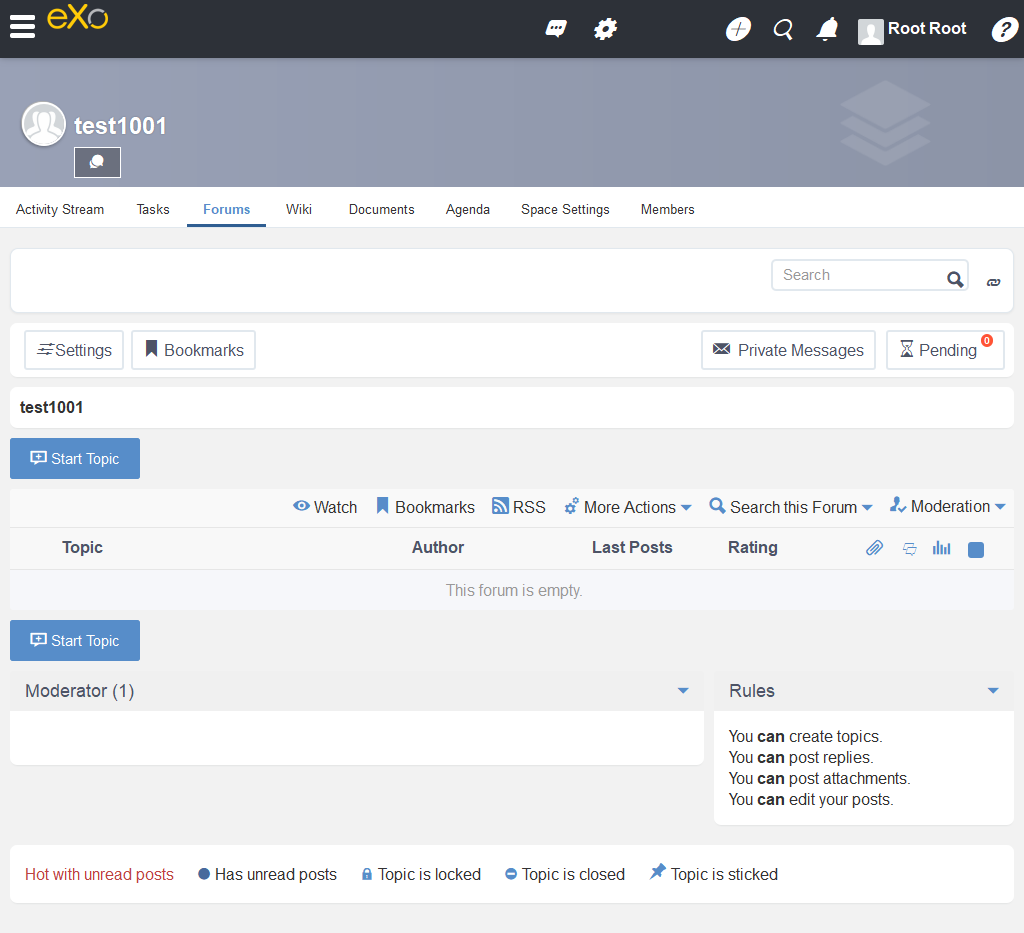 eXo
Root Root
?
test1001
Activity Stream Tasks Forums Wiki Documents Agenda Space Settings Members
Search
Settings Bookmarks Private Messages Pending 0
test1001
Start Topic
Watch Bookmarks RSS More Actions Search this Forum Moderation
Topic Author Last Posts Rating
This forum is empty.
Start Topic
Moderator (1)
Rules
You can create topics.
You can post replies.
You can post attachments.
You can edit your posts.
Hot with unread posts Has unread posts Topic is locked Topic is closed Topic is sticked